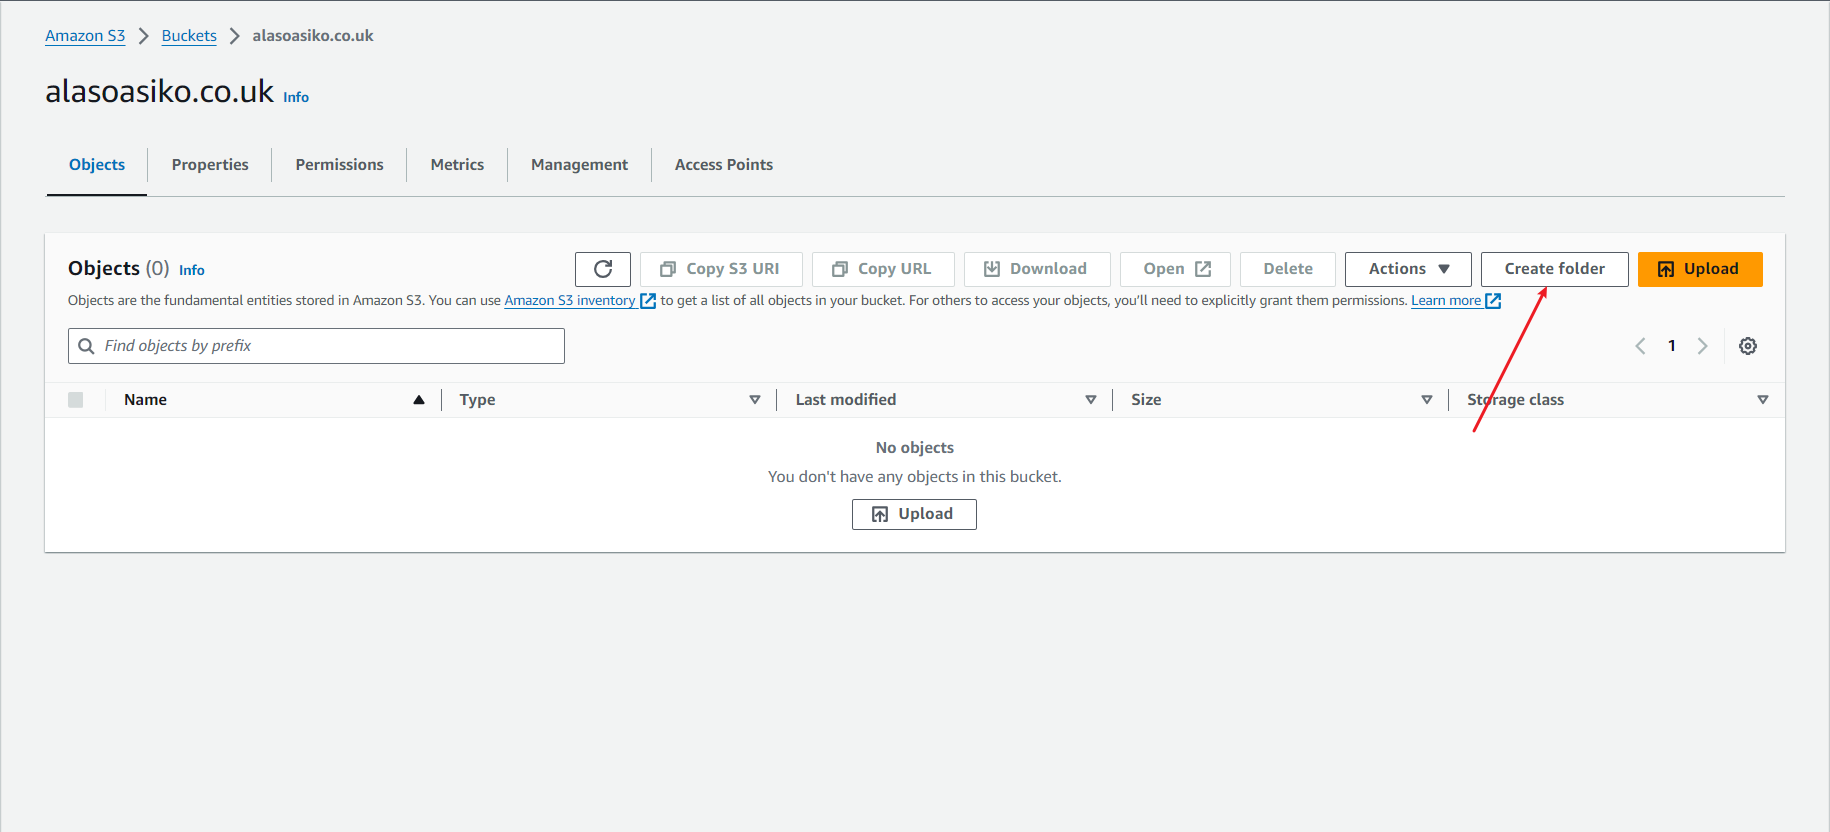 Amazon S3 > Buckets > alasoasiko.co.uk
alasoasiko.co.uk Info
Objects Properties Permissions Metrics Management Access Points
Objects (0) Info Copy S3 URI Copy URL Download Open Delete Actions Create folder Upload
Objects are the fundamental entities stored in Amazon S3. You can use Amazon S3 inventory to get a list of all objects in your bucket. For others to access your objects, you'll need to explicitly grant them permissions. Learn more
Find objects by prefix 1
Name Type Last modified Size Storage class
No objects
You don't have any objects in this bucket.
Upload